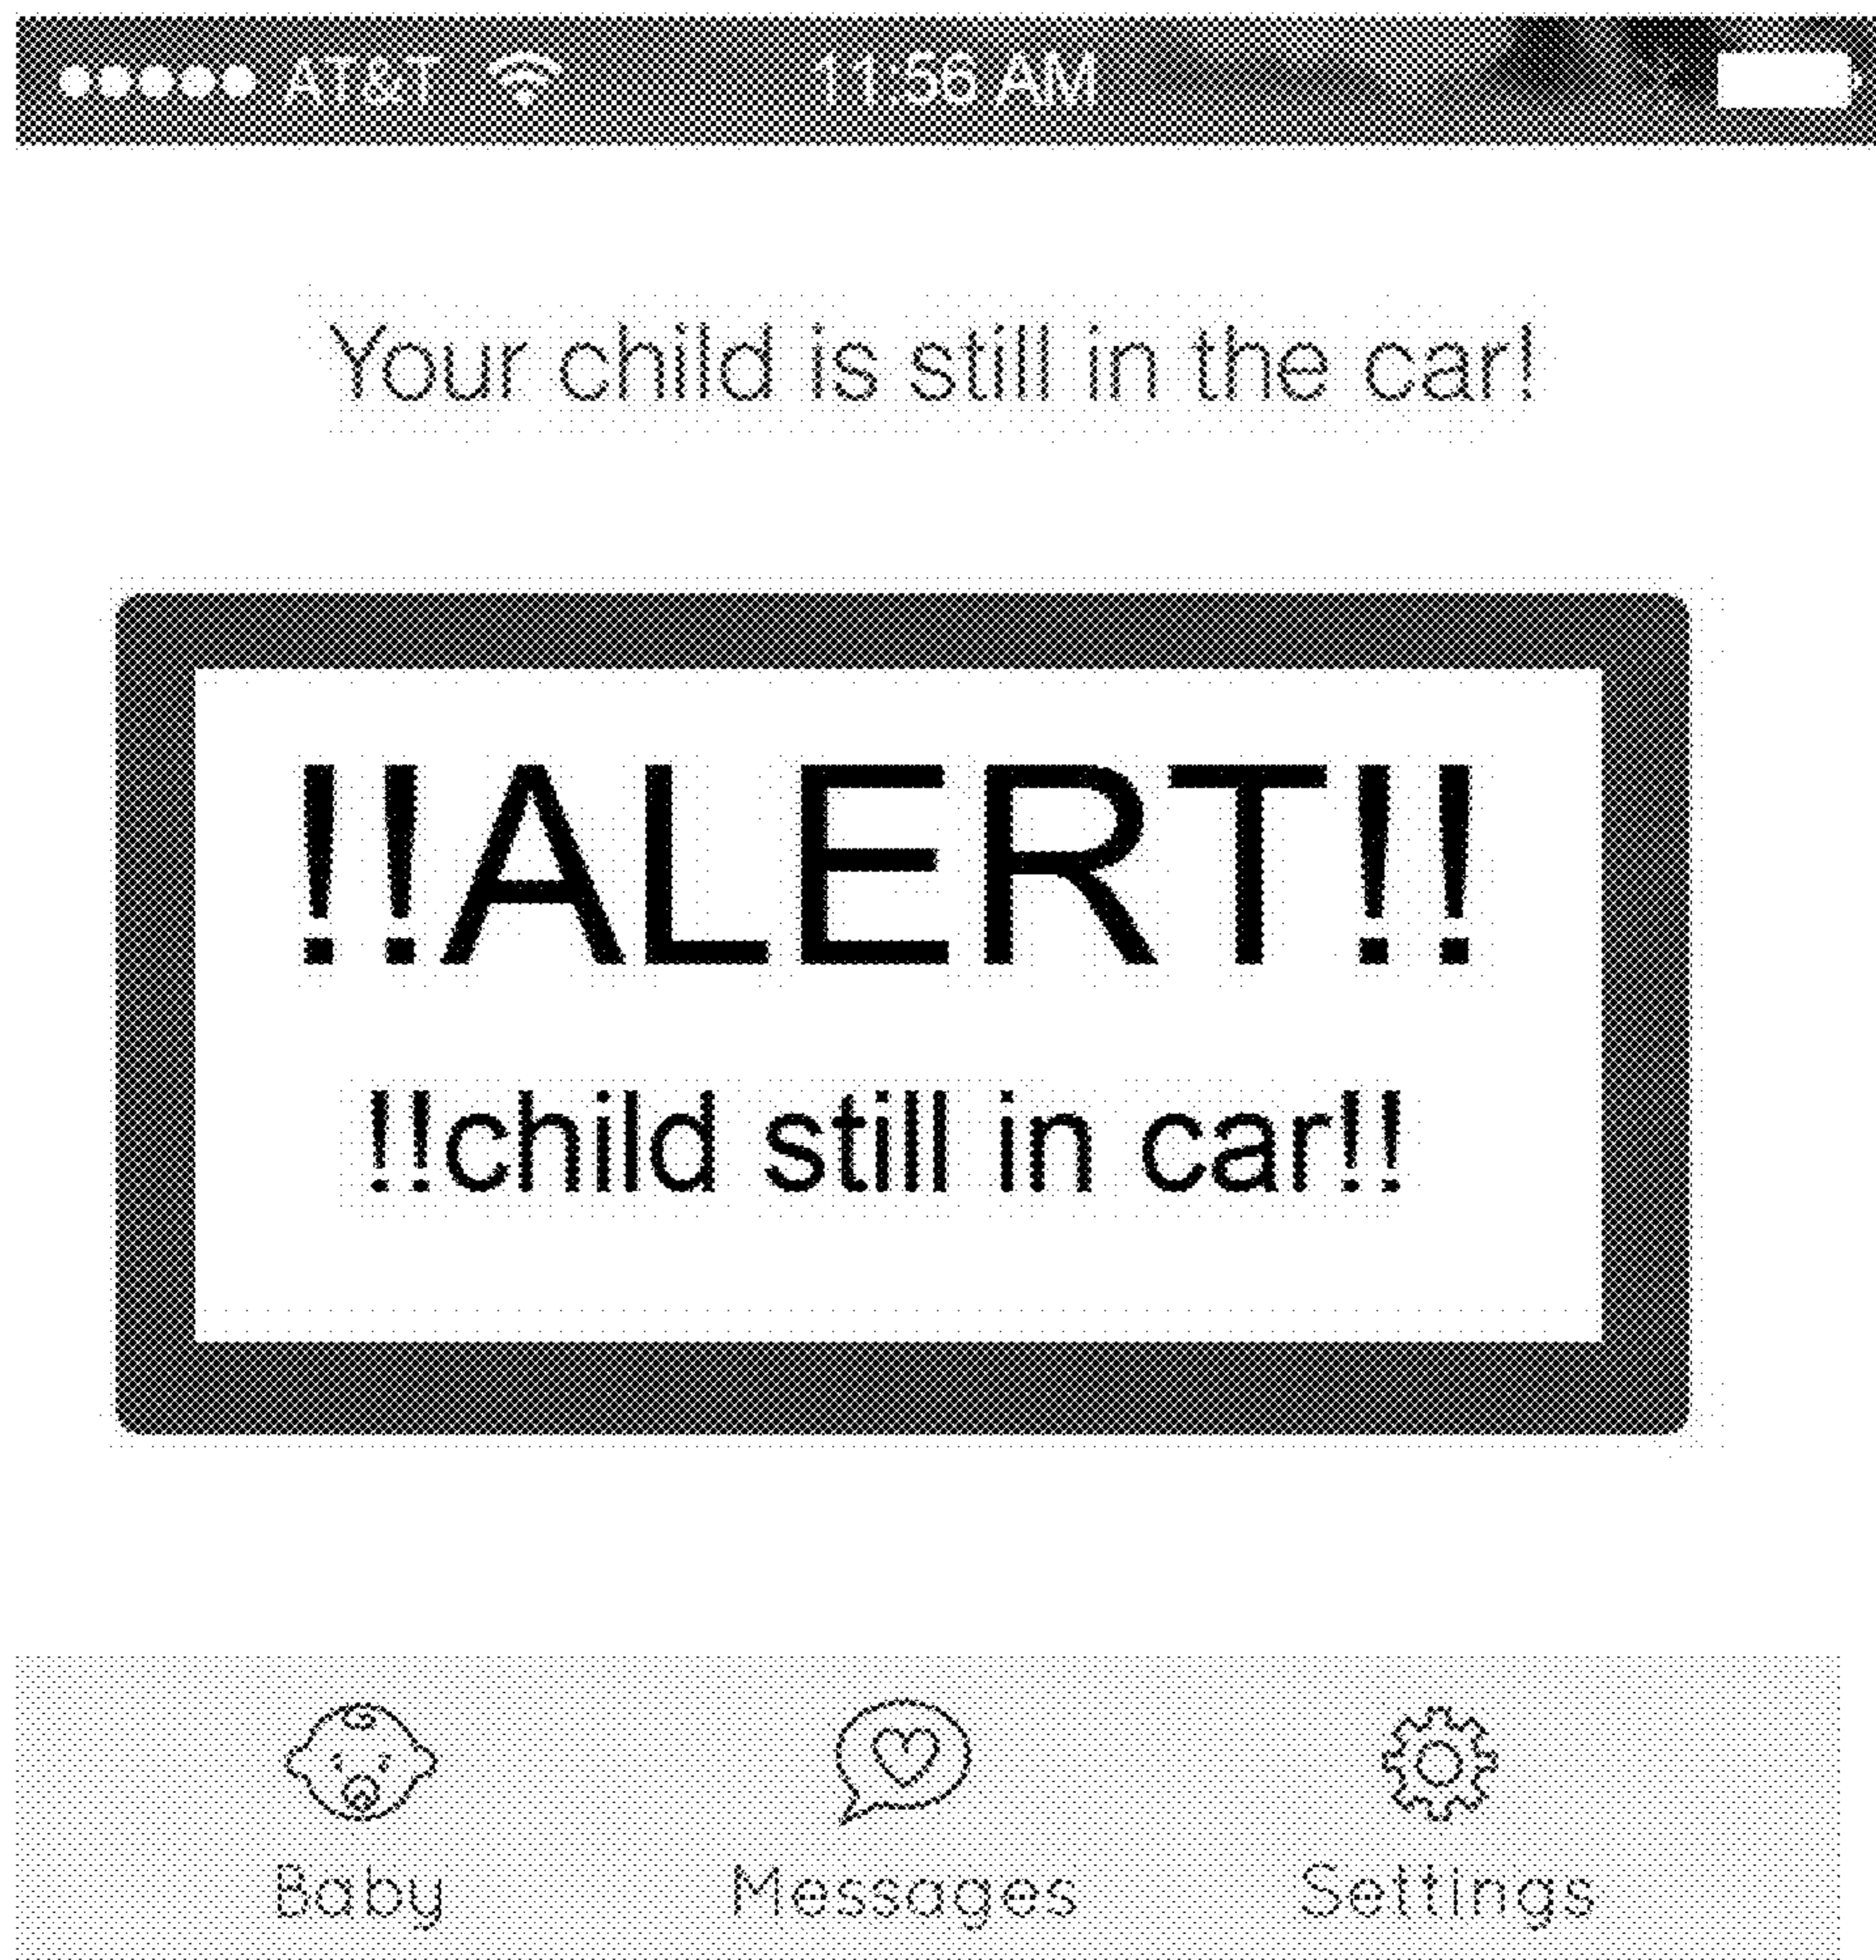 AT&T 11:56 AM
Your child is still in the car!
!!ALERT!!
!!child still in car!!
Baby Messages Settings